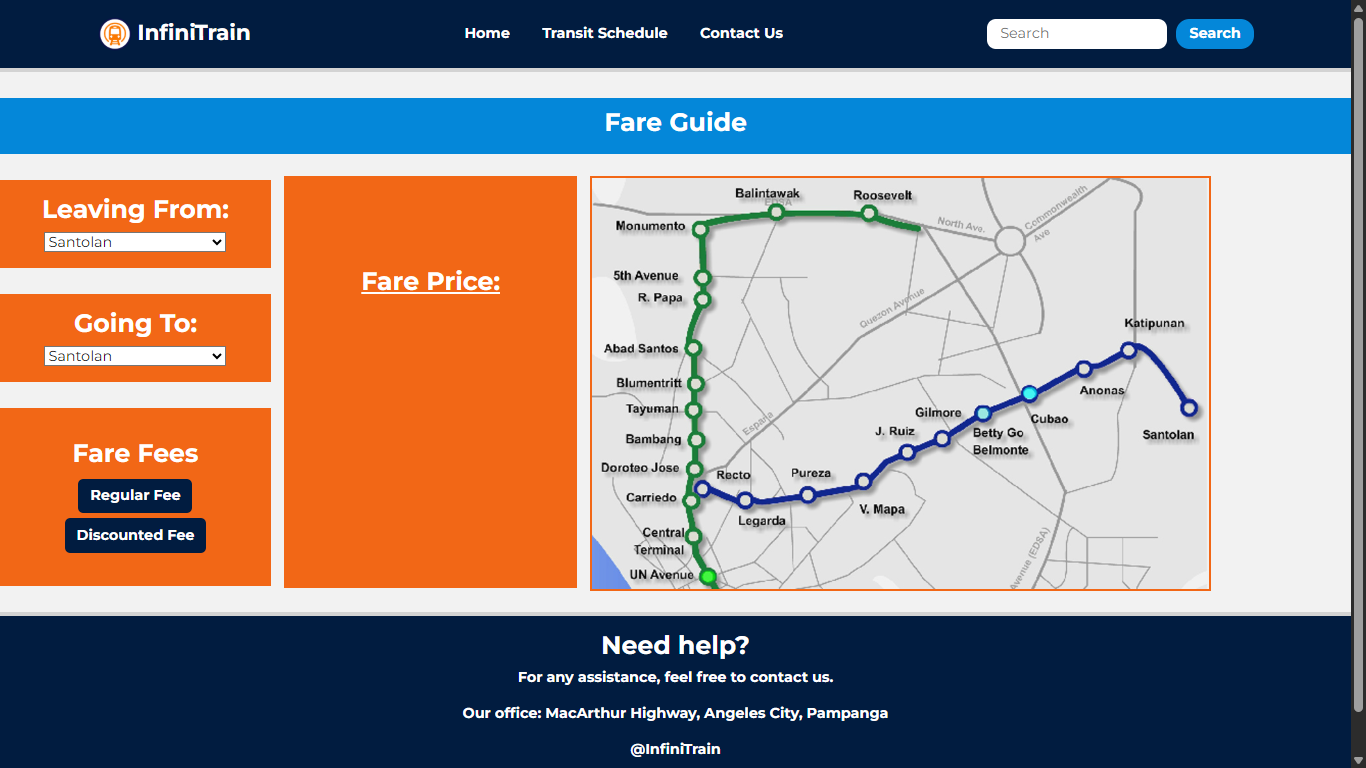 InfiniTrain
Home
Transit Schedule
Contact Us
Search
Search
Fare Guide
Leaving From:
Santolan
Going To:
Santolan
Fare Fees
Regular Fee
Discounted Fee
Fare Price:
Balintawak
EDSA
Roosevelt
Monumento
North Ave.
Commonwealth
Ave
5th Avenue
R. Papa
Quezon Avenue
Katipunan
Abad Santos
Blumentritt
Anonas
Tayuman
España
Gilmore
Cubao
Bambang
J. Ruiz
Betty Go
Belmonte
Santolan
Doroteo Jose
Recto
Pureza
Carriedo
Legarda
V. Mapa
Central
Terminal
UN Avenue
Avenue (EDSA)
Need help?
For any assistance, feel free to contact us.
Our office: MacArthur Highway, Angeles City, Pampanga
@InfiniTrain